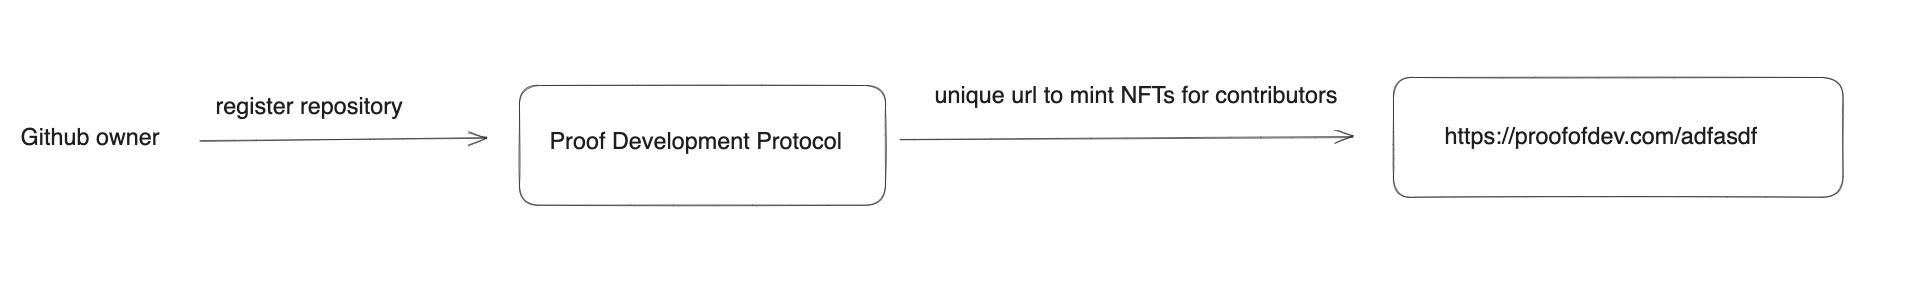 Github owner
register repository
Proof Development Protocol
unique url to mint NFTs for contributors
https://proofofdev.com/adfasdf